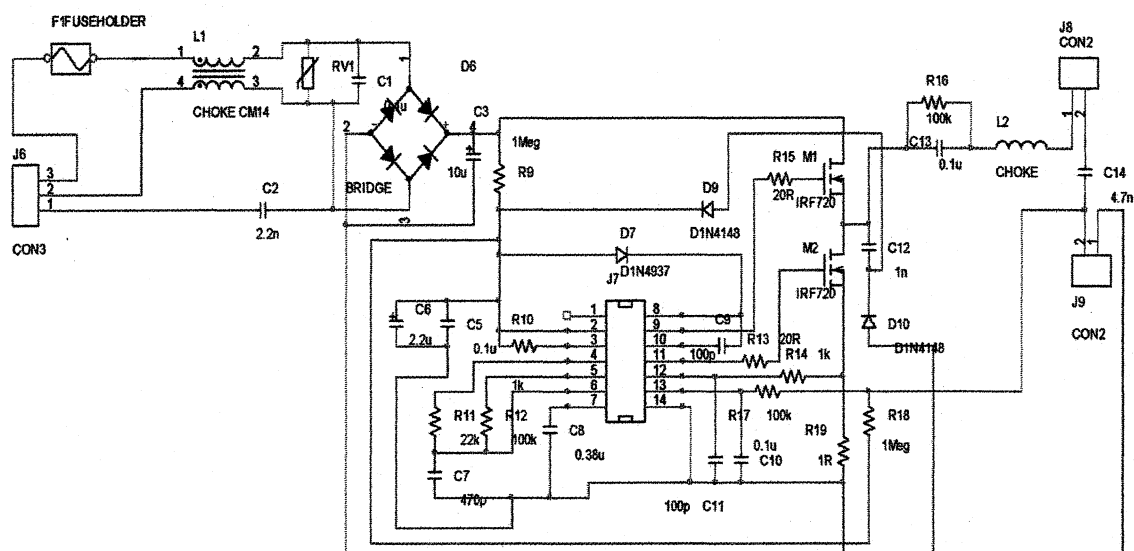 F1FUSEHOLDER
L1
1
2
4
3
CHOKE CM14
RV1
C1
0.1u
D6
1
2
-
+
4
3
BRIDGE
C3
10u
J6
3
2
1
CON3
C2
2.2n
1Meg
R9
D9
D1N4148
D7
D1N4937
R15
20R
M1
IRF720
M2
IRF720
C12
1n
D10
D1N4148
R16
100k
C13
0.1u
L2
CHOKE
J8
CON2
1
2
C14
4.7n
2
1
J9
CON2
C6
2.2u
C5
0.1u
R10
1k
J7
1
2
3
4
5
6
7
8
9
10
11
12
13
14
C9
100p
R13
20R
R14
1k
R11
22k
R12
100k
C7
470p
C8
0.38u
R17
100k
0.1u
C10
100p
C11
R19
1R
R18
1Meg